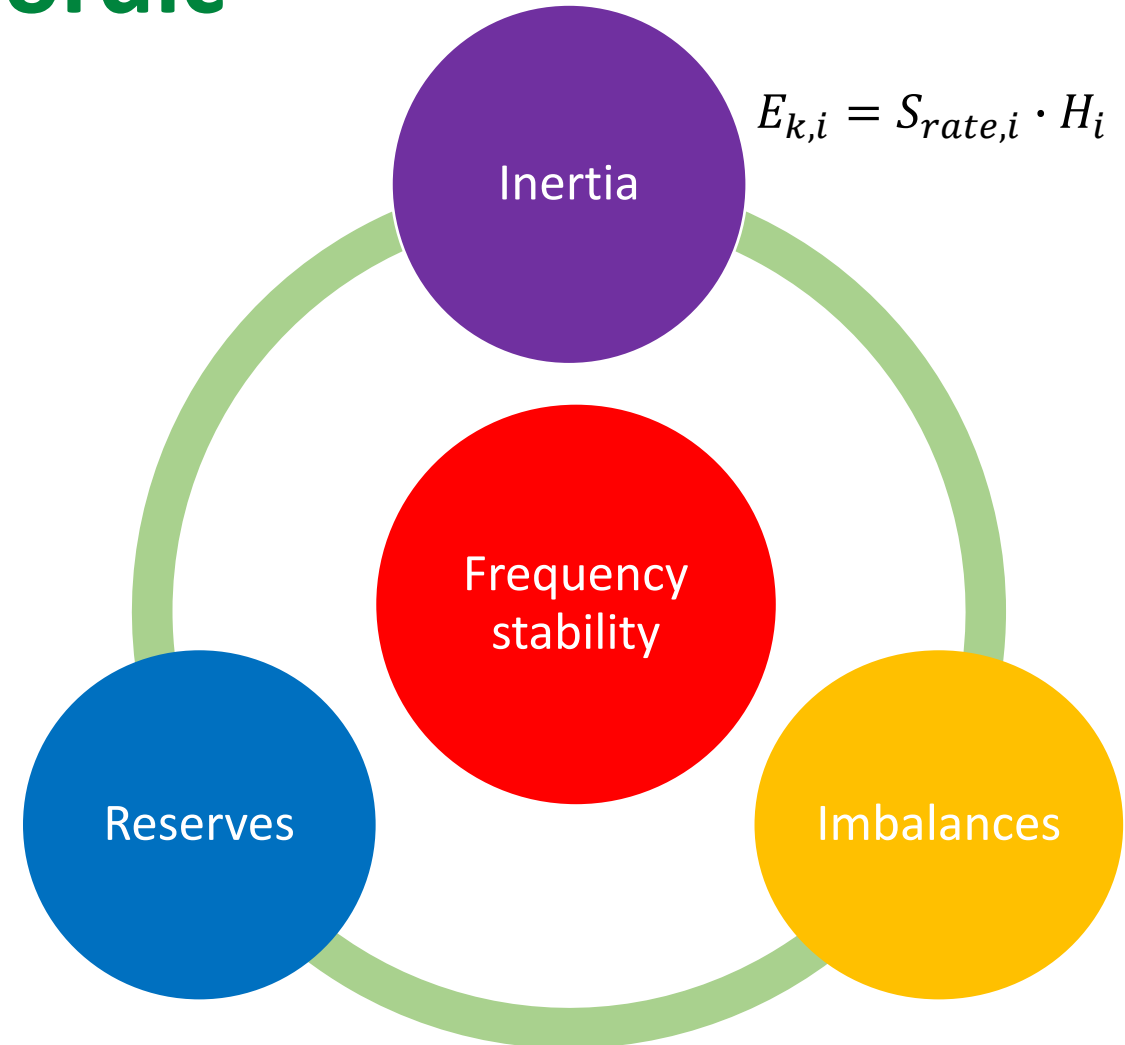 Inertia
E_{k,i} = S_{rate,i} · H_i
Frequency
stability
Reserves
Imbalances